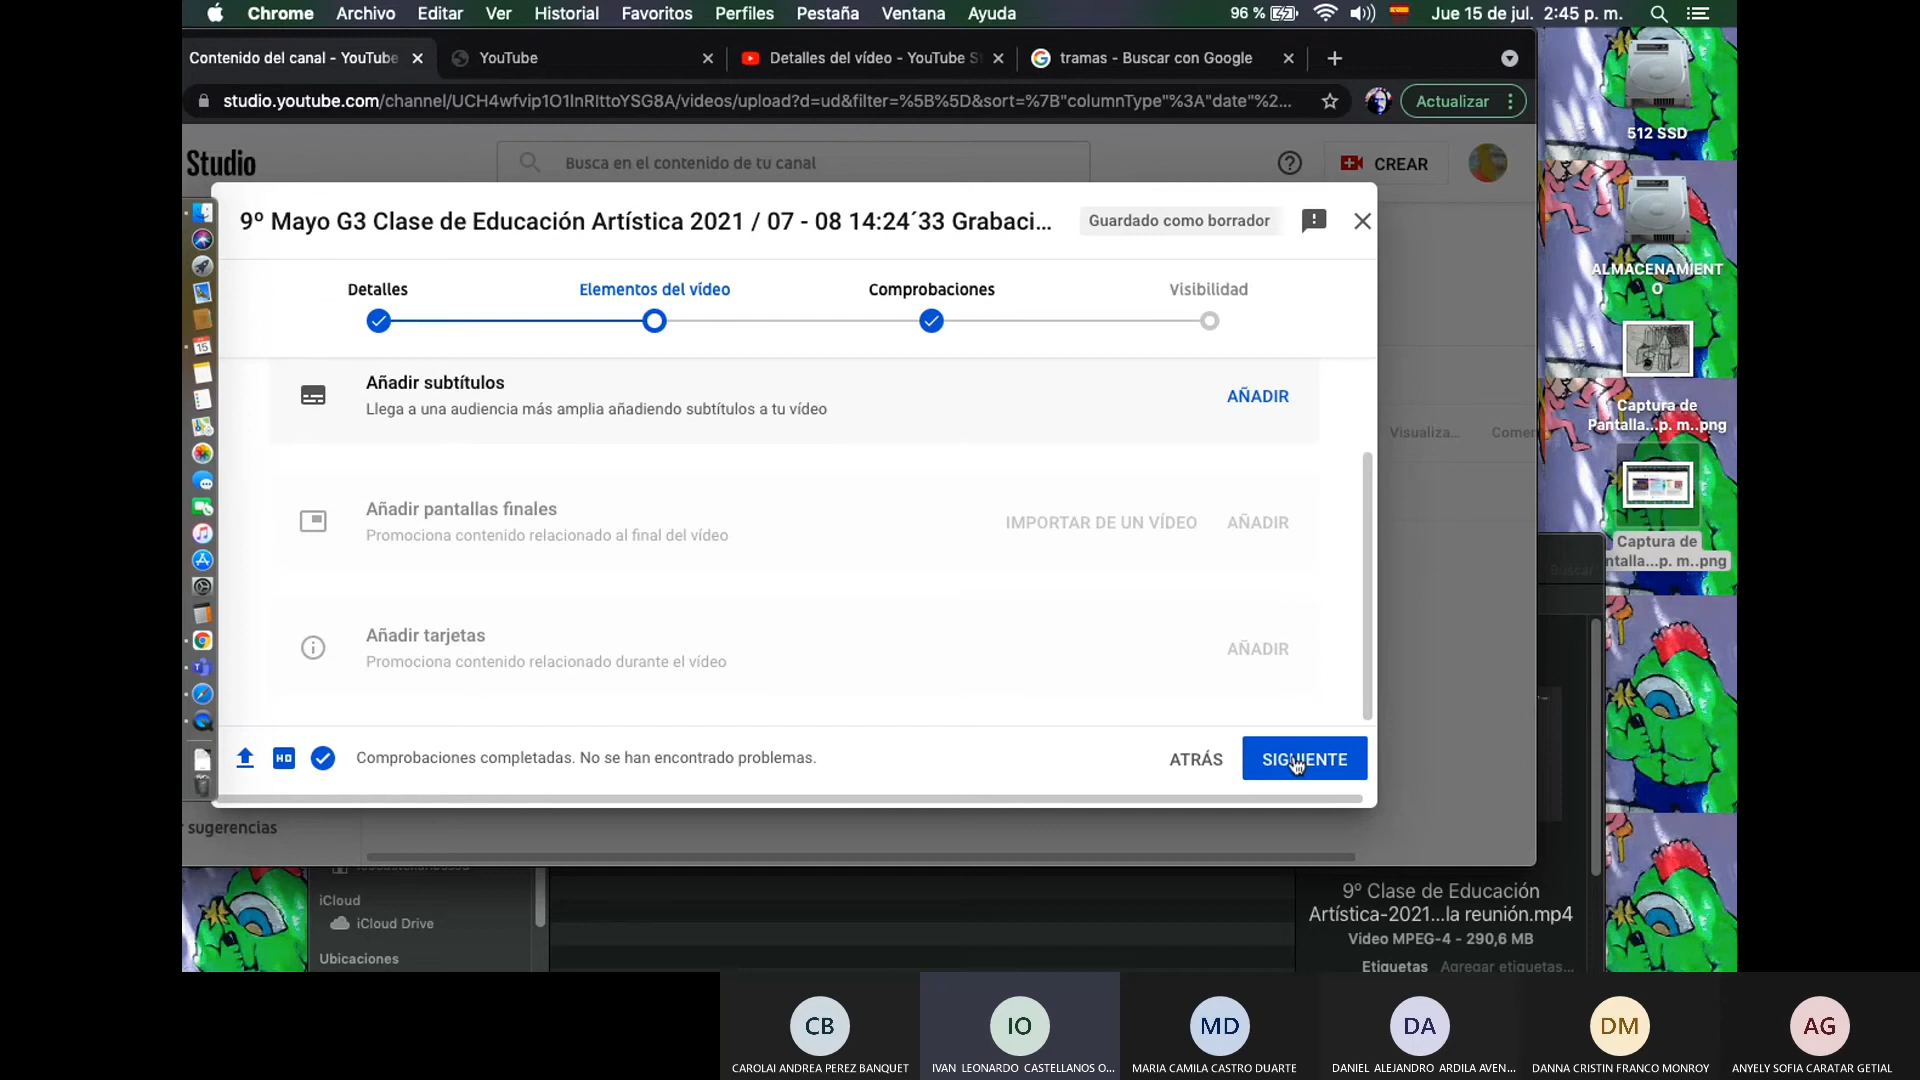 Chrome Archivo Editar Ver Historial Favoritos Perfiles Pestaña Ventana Ayuda 96 % Jue 15 de jul. 2:45 p. m.
Contenido del canal - YouTube
YouTube
Detalles del vídeo - YouTube S
tramas - Buscar con Google
studio.youtube.com/channel/UCH4wfvip1O1InRIttoYSG8A/videos/upload?d=ud&filter=%5B%5D&sort=%7B"columnType"%3A"date"%2...
Actualizar
Studio
Busca en el contenido de tu canal
CREAR
512 SSD
ALMACENAMIENT
O
Captura de
Pantalla...p. m..png
Captura de
ntalla...p. m..png
9º Mayo G3 Clase de Educación Artística 2021 / 07 - 08 14:24´33 Grabaci...
Guardado como borrador
Detalles
Elementos del vídeo
Comprobaciones
Visibilidad
15
Añadir subtítulos
Llega a una audiencia más amplia añadiendo subtítulos a tu vídeo
AÑADIR
Visualiza...
Comen
Añadir pantallas finales
Promociona contenido relacionado al final del vídeo
IMPORTAR DE UN VÍDEO
AÑADIR
Buscar
Añadir tarjetas
Promociona contenido relacionado durante el vídeo
AÑADIR
HD
Comprobaciones completadas. No se han encontrado problemas.
ATRÁS
SIGUIENTE
r sugerencias
iCloud
iCloud Drive
Ubicaciones
9º Clase de Educación
Artística-2021...la reunión.mp4
Video MPEG-4 - 290,6 MB
Etiquetas Agregar etiquetas...
CB
IO
MD
DA
DM
AG
CAROLAI ANDREA PEREZ BANQUET
IVAN LEONARDO CASTELLANOS O...
MARIA CAMILA CASTRO DUARTE
DANIEL ALEJANDRO ARDILA AVEN...
DANNA CRISTIN FRANCO MONROY
ANYELY SOFIA CARATAR GETIAL